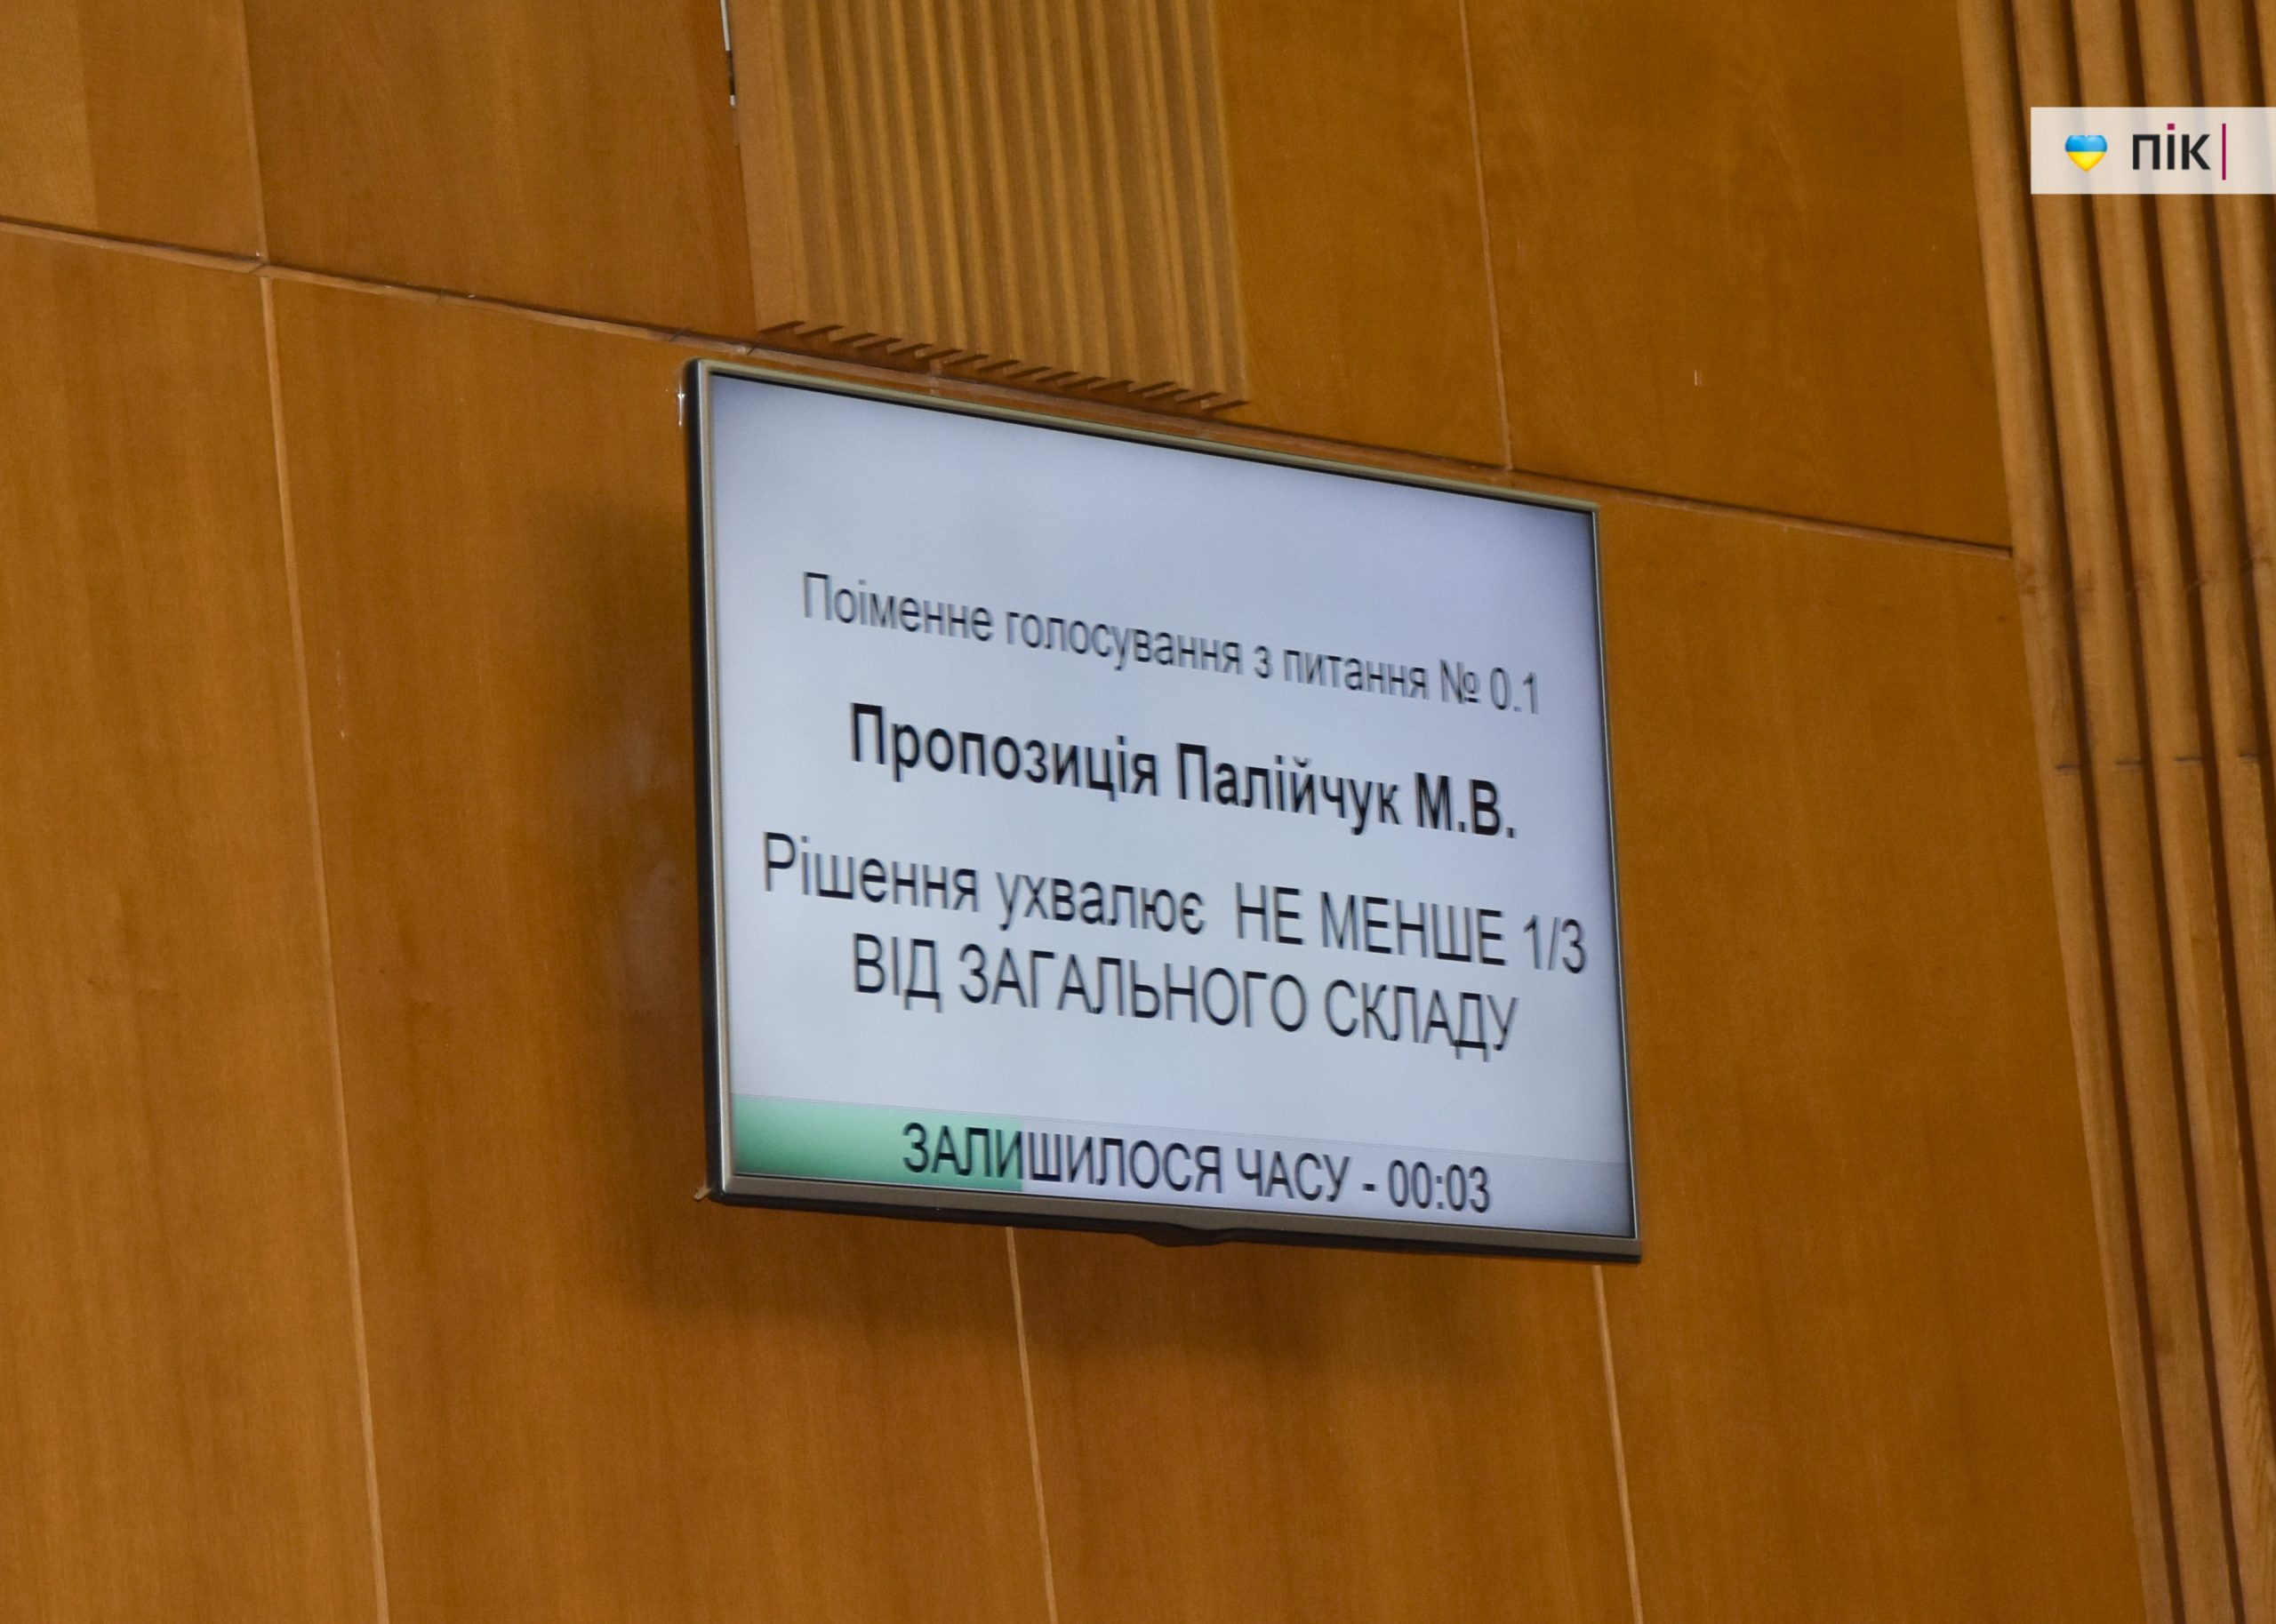 пік
Поіменне голосування з питання № 0.1
Пропозиція Палійчук М.В.
Рішення ухвалює НЕ МЕНШЕ 1/3
ВІД ЗАГАЛЬНОГО СКЛАДУ
ЗАЛИШИЛОСЯ ЧАСУ - 00:03